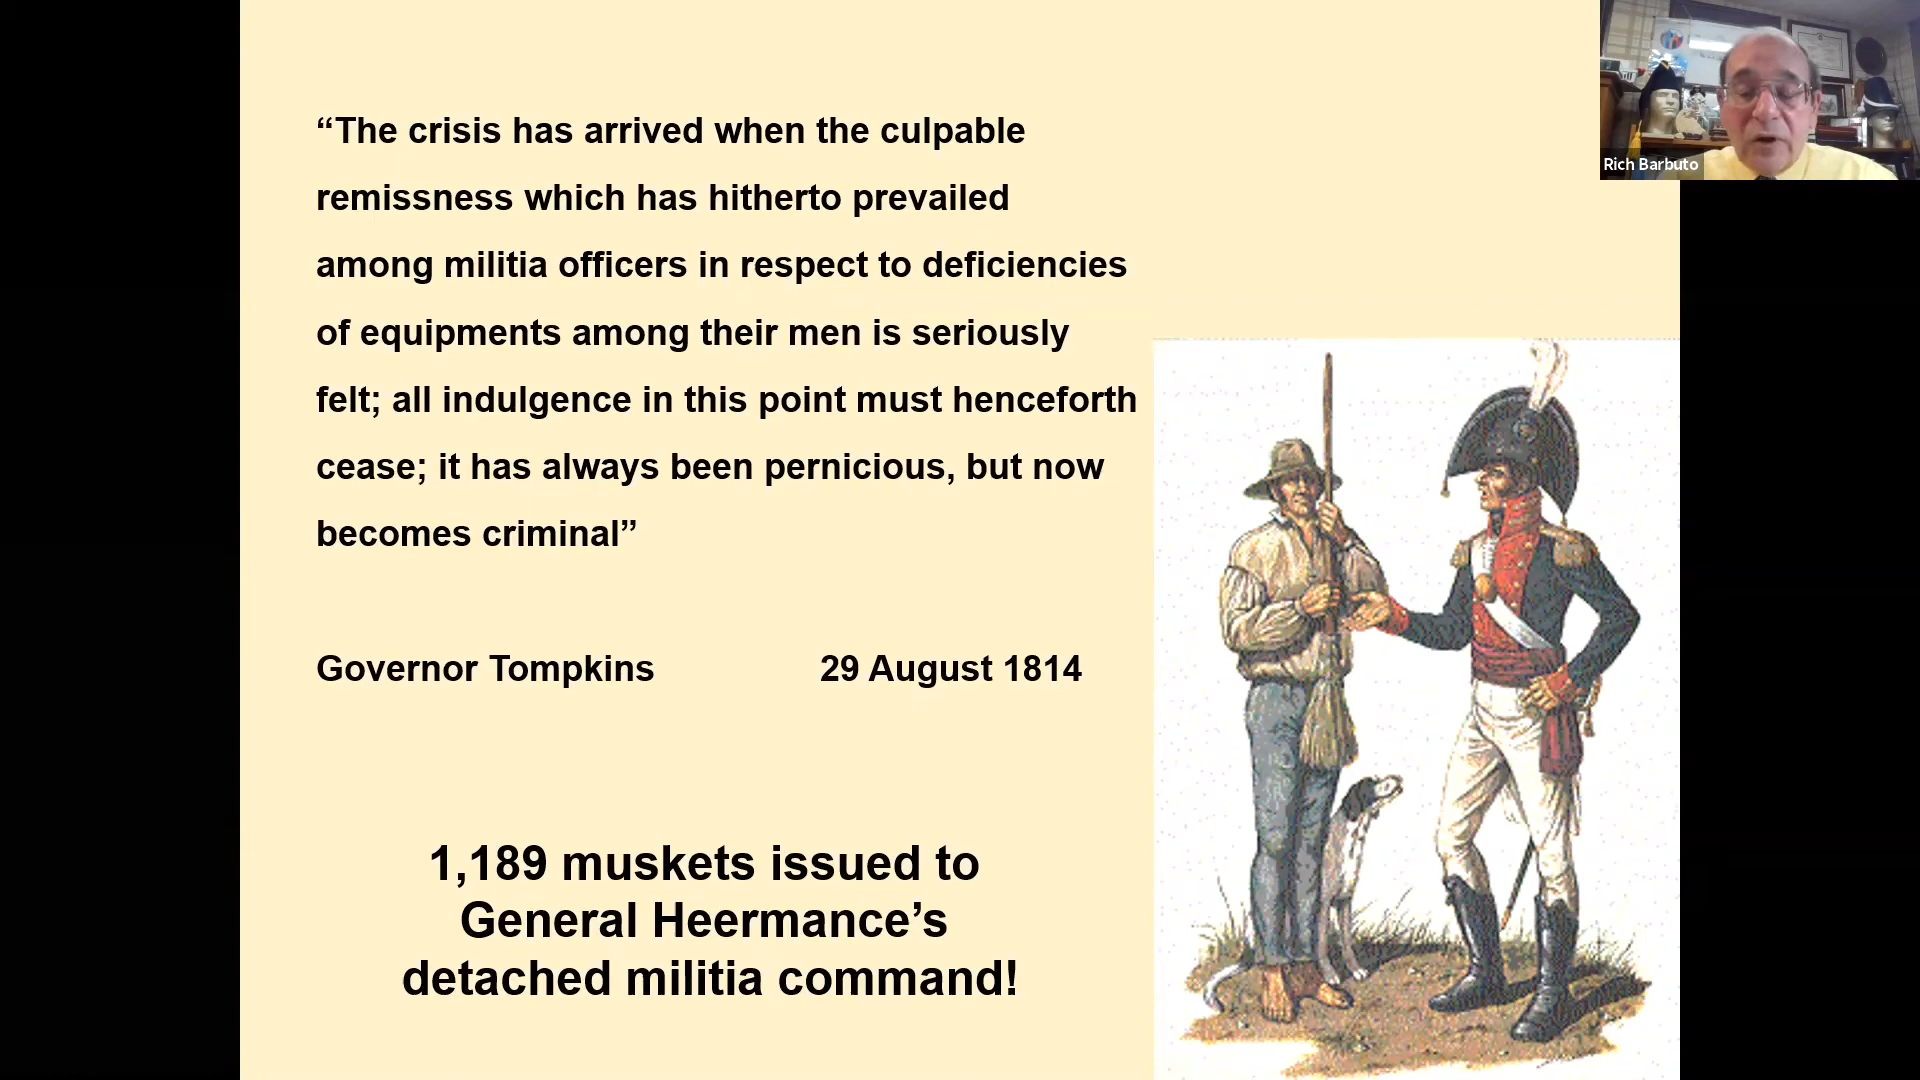 “The crisis has arrived when the culpable
remissness which has hitherto prevailed
among militia officers in respect to deficiencies
of equipments among their men is seriously
felt; all indulgence in this point must henceforth
cease; it has always been pernicious, but now
becomes criminal”
Governor Tompkins 29 August 1814
1,189 muskets issued to
General Heermance’s
detached militia command!
Rich Barbuto